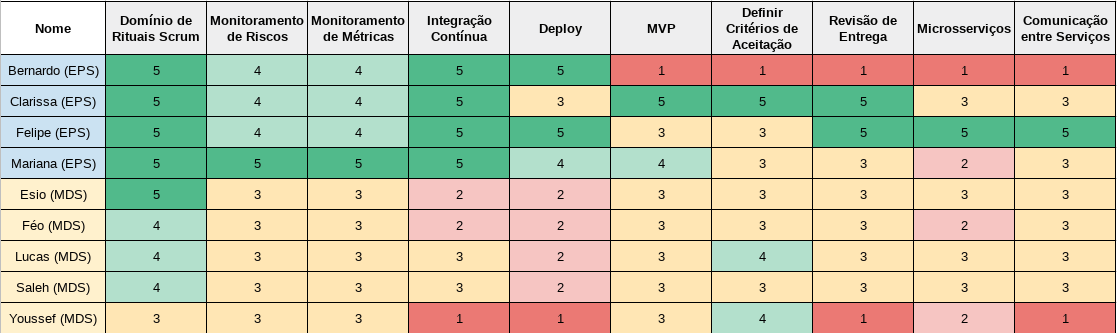 Nome Domínio de Rituais Scrum Monitoramento de Riscos Monitoramento de Métricas Integração Contínua Deploy MVP Definir Critérios de Aceitação Revisão de Entrega Microsserviços Comunicação entre Serviços
Bernardo (EPS) 5 4 4 5 5 1 1 1 1 1
Clarissa (EPS) 5 4 4 5 3 5 5 5 3 3
Felipe (EPS) 5 4 4 5 5 3 3 5 5 5
Mariana (EPS) 5 5 5 5 4 4 3 3 2 3
Esio (MDS) 5 3 3 2 2 3 3 3 3 3
Féo (MDS) 4 3 3 2 2 3 3 3 2 3
Lucas (MDS) 4 3 3 3 2 3 4 3 3 3
Saleh (MDS) 4 3 3 3 2 3 3 3 3 3
Youssef (MDS) 3 3 3 1 1 3 4 1 2 1